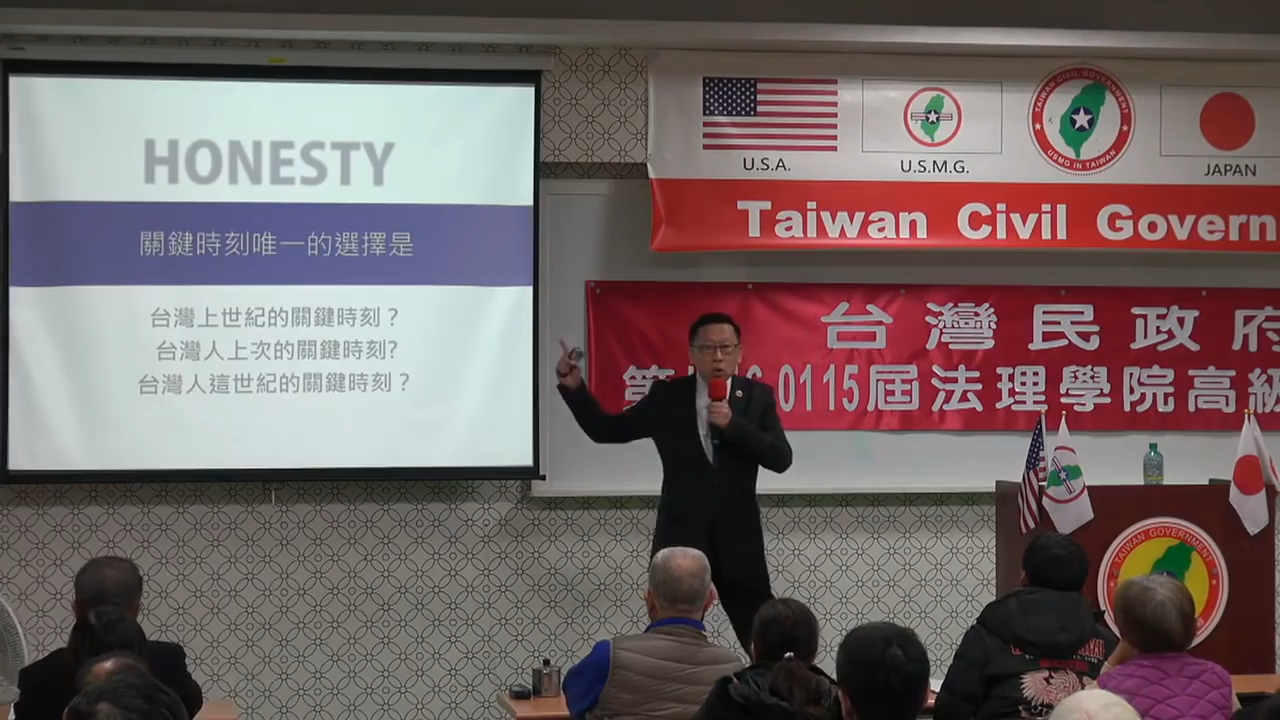 HONESTY
關鍵時刻唯一的選擇是
台灣上世紀的關鍵時刻？
台灣人上次的關鍵時刻?
台灣人這世紀的關鍵時刻？
U.S.A.
U.S.M.G.
TAIWAN CIVIL GOVERNMENT
USMG IN TAIWAN
JAPAN
Taiwan Civil Govern
台灣民政府
0115屆法理學院高級
TAIWAN GOVERNMENT